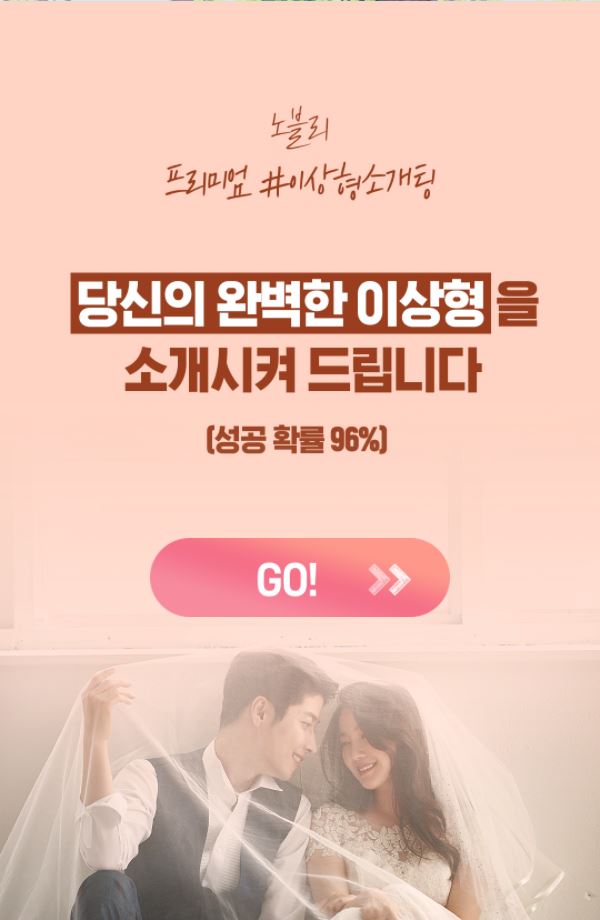 노블리
프리미엄 #이상형소개팅
당신의 완벽한 이상형을
소개시켜 드립니다
(성공 확률 96%)
GO!